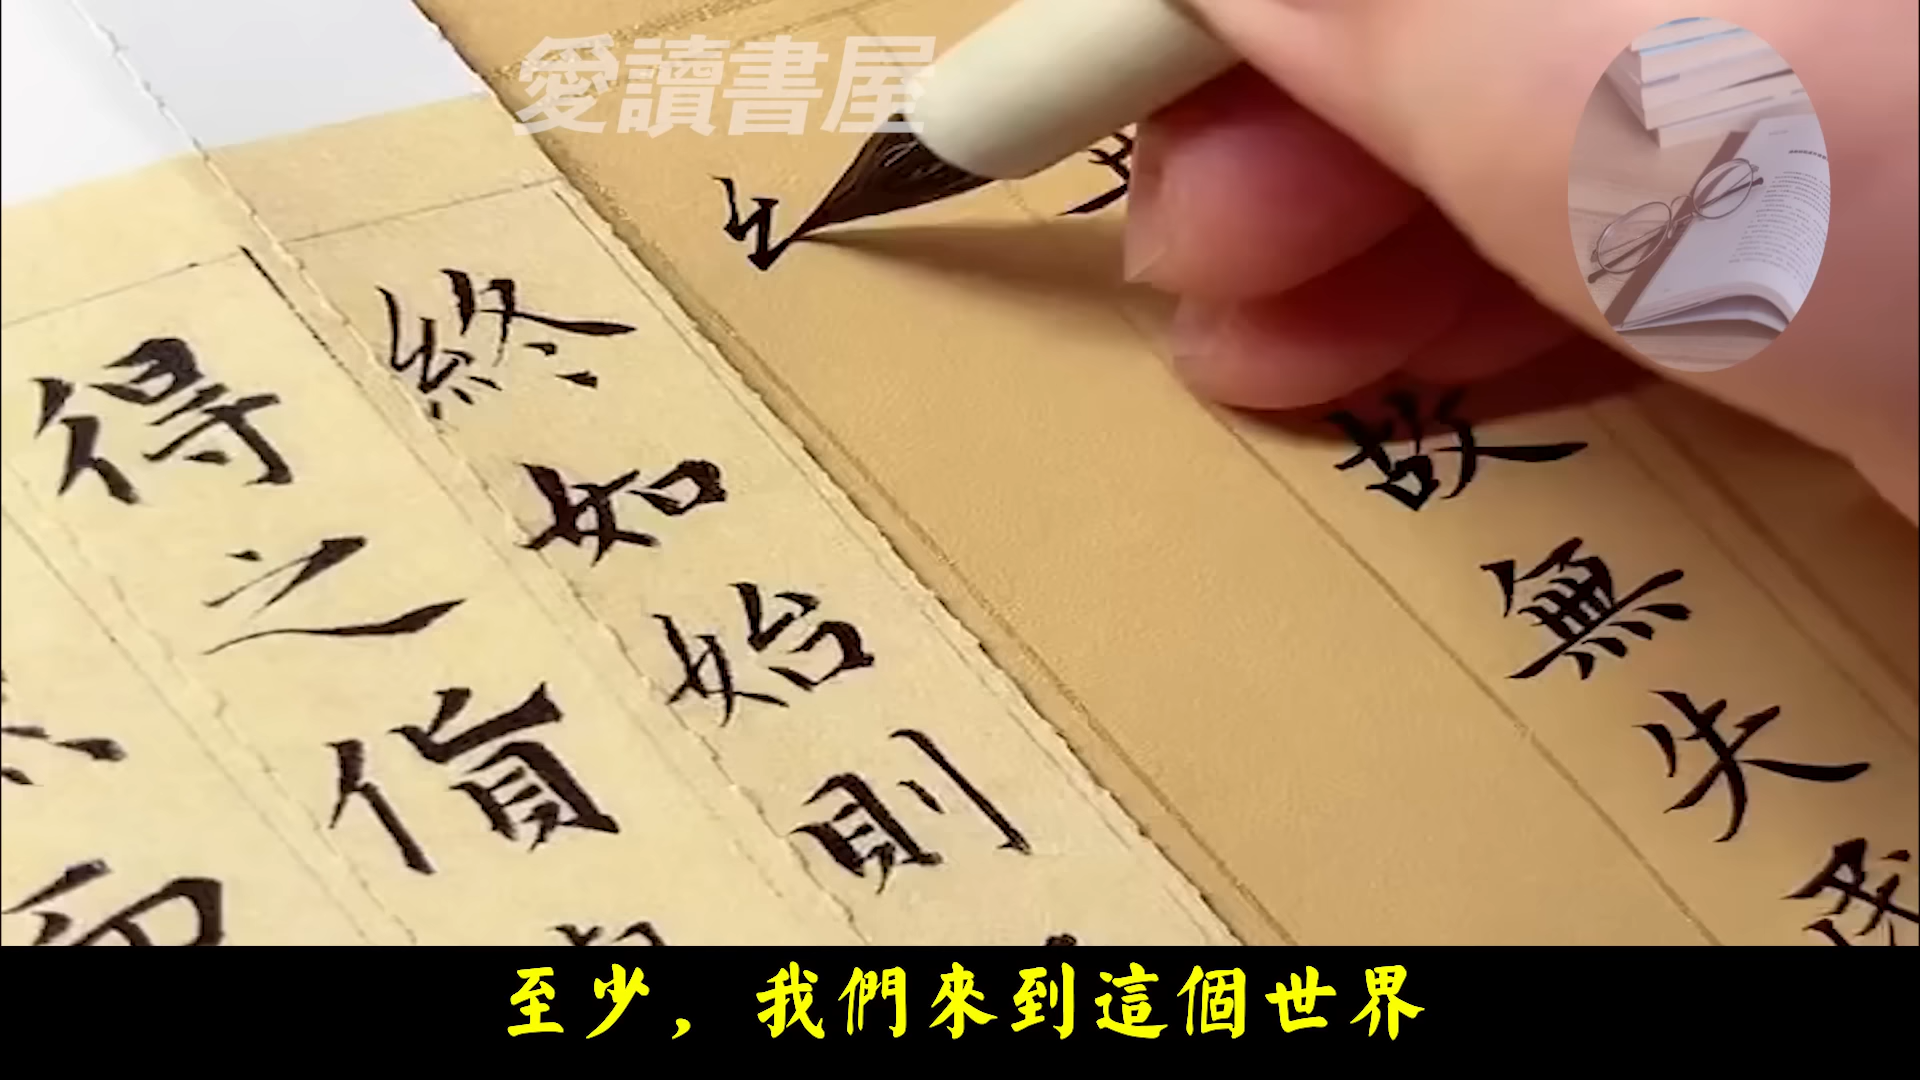 愛讀書屋
故無失
終如始則
得之貨
至少，我們來到這個世界